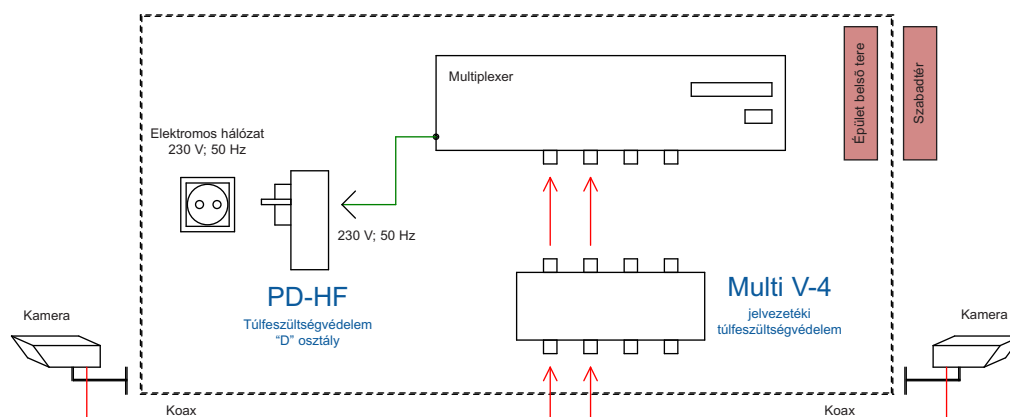 Multiplexer
Épület belső tere
Szabadtér
Elektromos hálózat
230 V; 50 Hz
230 V; 50 Hz
PD-HF
Túlfeszültségvédelem
“D” osztály
Multi V-4
jelvezetéki
túlfeszültségvédelem
Kamera
Kamera
Koax
Koax